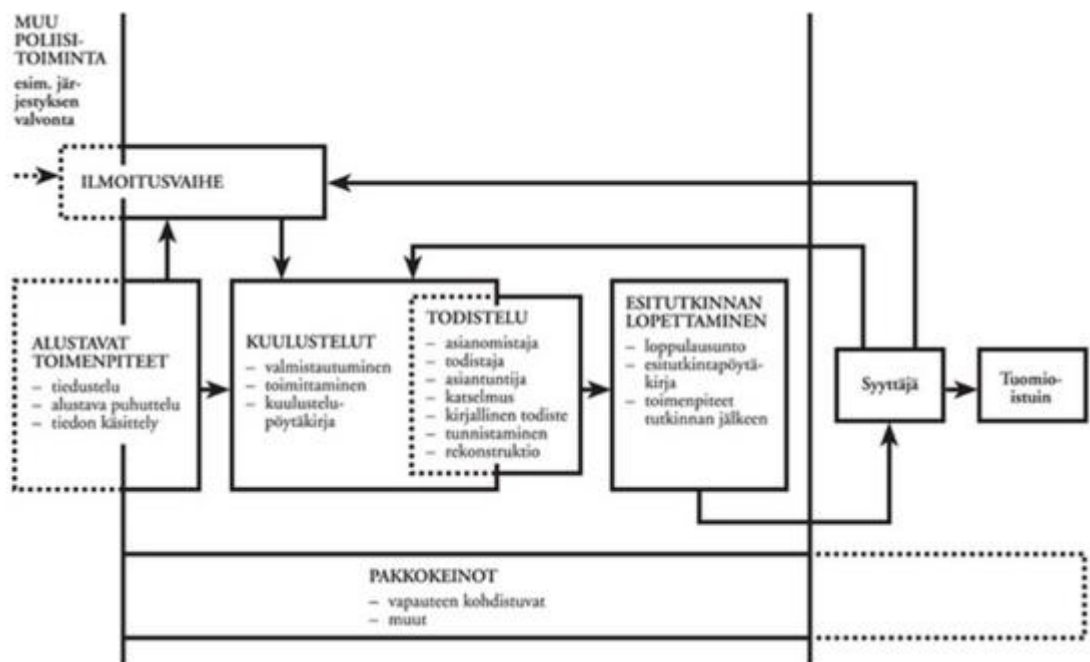 MUU
POLIISI-
TOIMINTA
esim. jär-
jestyksen
valvonta
ILMOITUSVAIHE
ALUSTAVAT
TOIMENPITEET
– tiedustelu
– alustava puhuttelu
– tiedon käsittely
KUULUSTELUT
– valmistautuminen
– toimittaminen
– kuulustelu-
pöytäkirja
TODISTELU
– asianomistaja
– todistaja
– asiantuntija
– katselmus
– kirjallinen todiste
– tunnistaminen
– rekonstruktio
ESITUTKINNAN
LOPETTAMINEN
– loppulausunto
– esitutkintapöytä-
kirja
– toimenpiteet
tutkinnan jälkeen
Syyttäjä
Tuomio-
istuin
PAKKOKEINOT
– vapauteen kohdistuvat
– muut